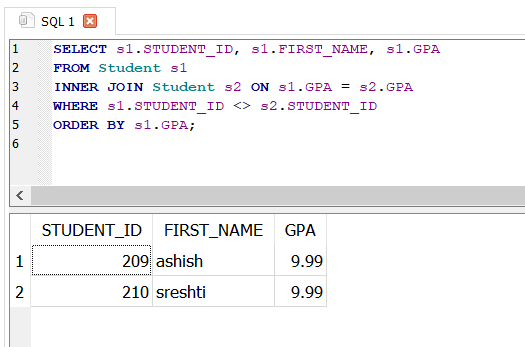 SQL 1
1 SELECT s1.STUDENT_ID, s1.FIRST_NAME, s1.GPA
2 FROM Student s1
3 INNER JOIN Student s2 ON s1.GPA = s2.GPA
4 WHERE s1.STUDENT_ID <> s2.STUDENT_ID
5 ORDER BY s1.GPA;
6
STUDENT_ID FIRST_NAME GPA
1 209 ashish 9.99
2 210 sreshti 9.99